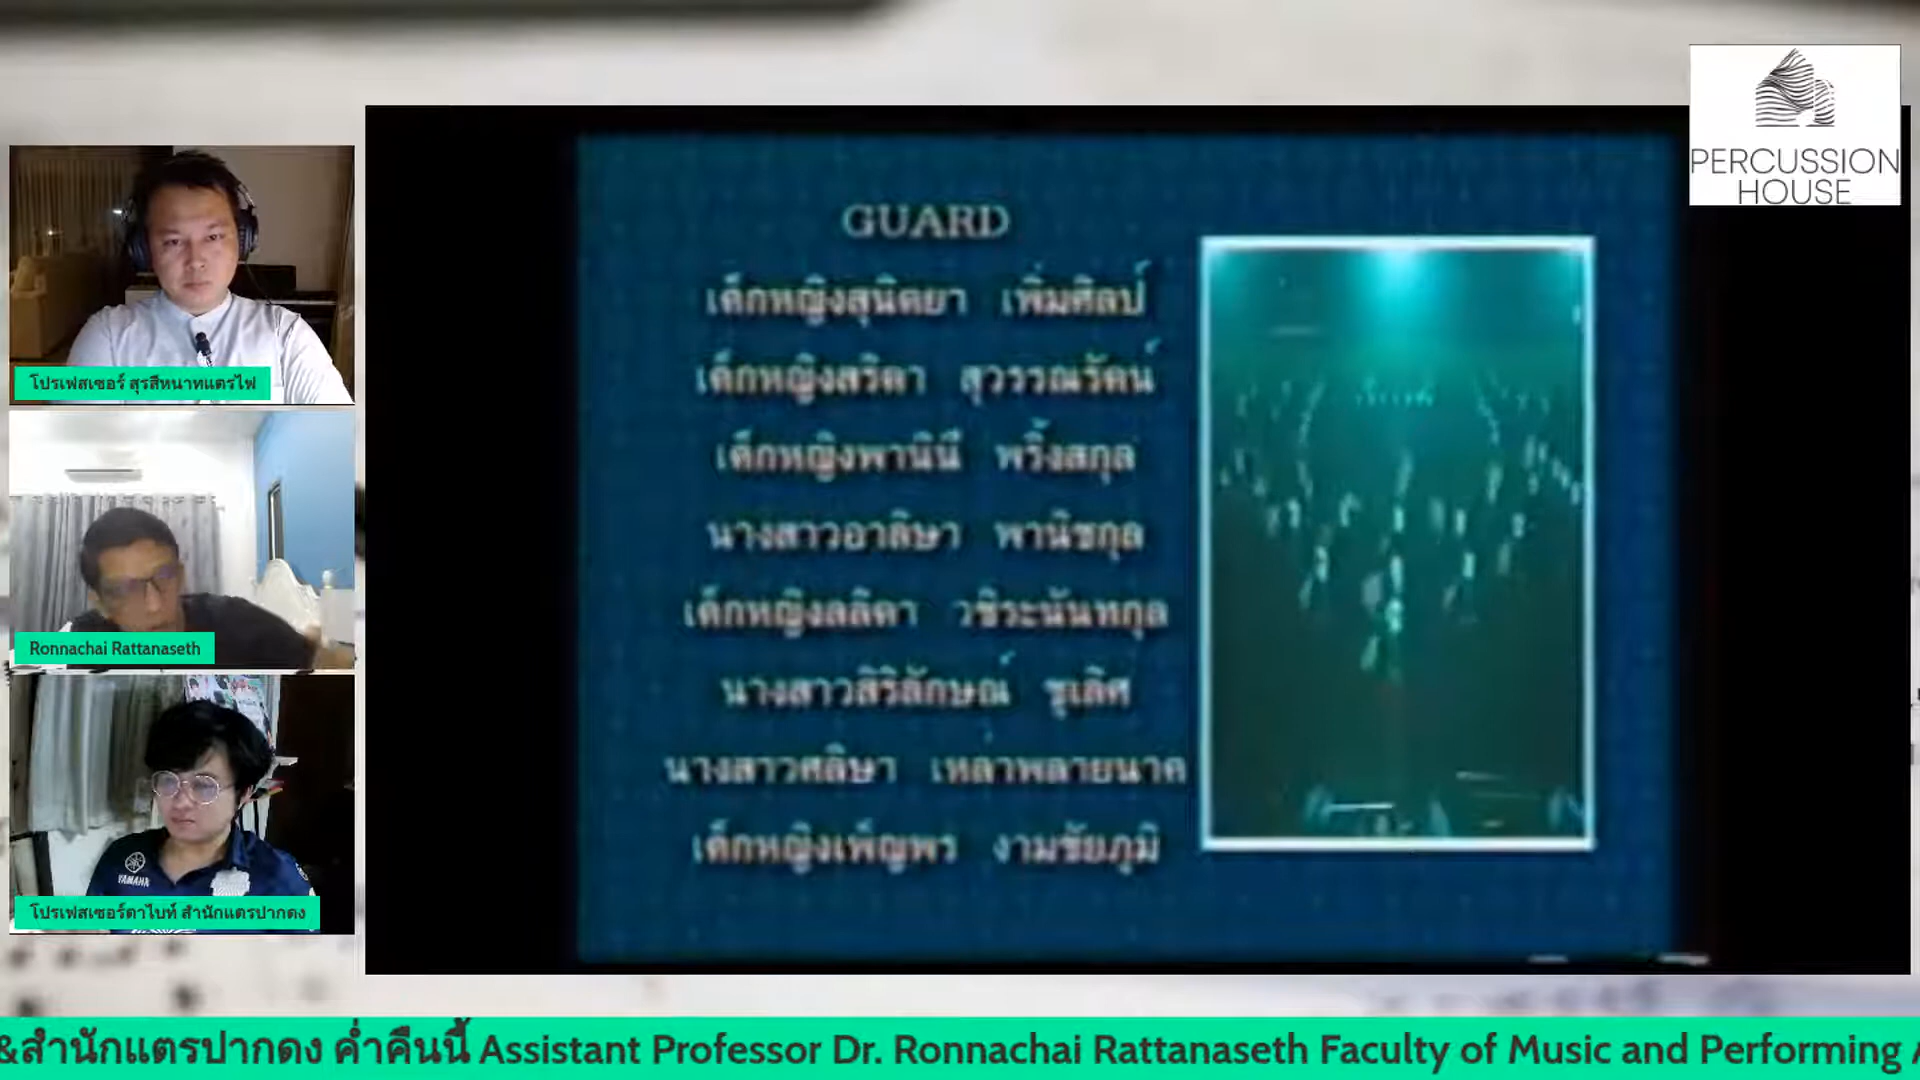 PERCUSSION
HOUSE
GUARD
เด็กหญิงสุนิตยา เพิ่มศิลป์
เด็กหญิงสริตา สุวรรณรัตน์
เด็กหญิงพานินี พริ้งสกุล
นางสาวอาลิษา พานิชกุล
เด็กหญิงลลิตา วชิระนันทกุล
นางสาวสิริลักษณ์ ชูเลิศ
นางสาวศลิษา เหล่าพลายนาค
เด็กหญิงเพ็ญพร งามชัยภูมิ
โปรเฟสเซอร์ สุรสีหนาทแตรไฟ
Ronnachai Rattanaseth
YAMAHA
โปรเฟสเซอร์ตาไบท์ สำนักแตรปากดง
&สำนักแตรปากดง ค่ำคืนนี้ Assistant Professor Dr. Ronnachai Rattanaseth Faculty of Music and Performing